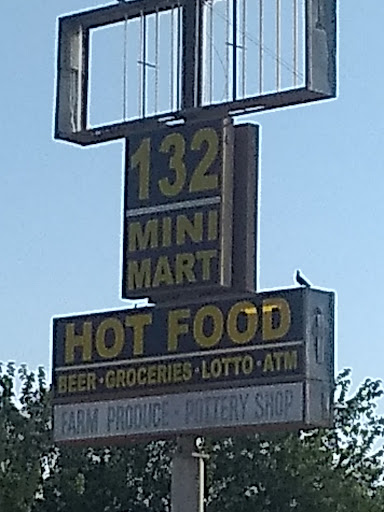 132
MINI
MART
HOT FOOD
BEER · GROCERIES · LOTTO · ATM
FARM PRODUCE · POTTERY SHOP